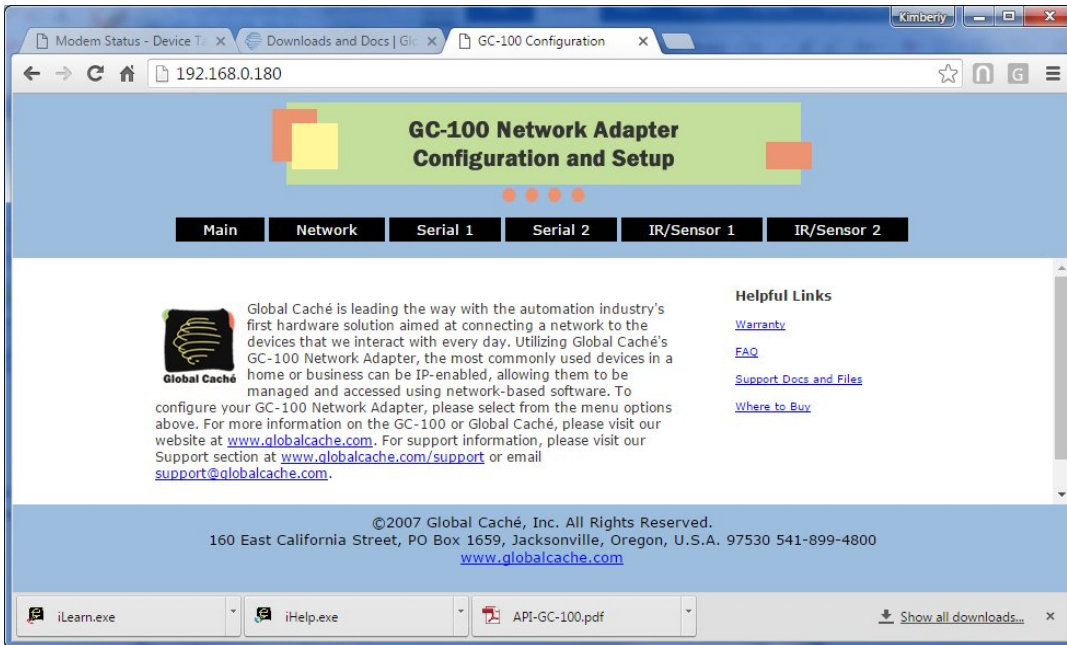 Kimberly
Modem Status - Device Ta
Downloads and Docs | Glo
GC-100 Configuration
192.168.0.180
GC-100 Network Adapter
Configuration and Setup
Main
Network
Serial 1
Serial 2
IR/Sensor 1
IR/Sensor 2
Global Caché
Global Caché is leading the way with the automation industry's
first hardware solution aimed at connecting a network to the
devices that we interact with every day. Utilizing Global Caché's
GC-100 Network Adapter, the most commonly used devices in a
home or business can be IP-enabled, allowing them to be
managed and accessed using network-based software. To
configure your GC-100 Network Adapter, please select from the menu options
above. For more information on the GC-100 or Global Caché, please visit our
website at www.globalcache.com. For support information, please visit our
Support section at www.globalcache.com/support or email
support@globalcache.com.
Helpful Links
Warranty
FAQ
Support Docs and Files
Where to Buy
©2007 Global Caché, Inc. All Rights Reserved.
160 East California Street, PO Box 1659, Jacksonville, Oregon, U.S.A. 97530 541-899-4800
www.globalcache.com
iLearn.exe
iHelp.exe
API-GC-100.pdf
Show all downloads...